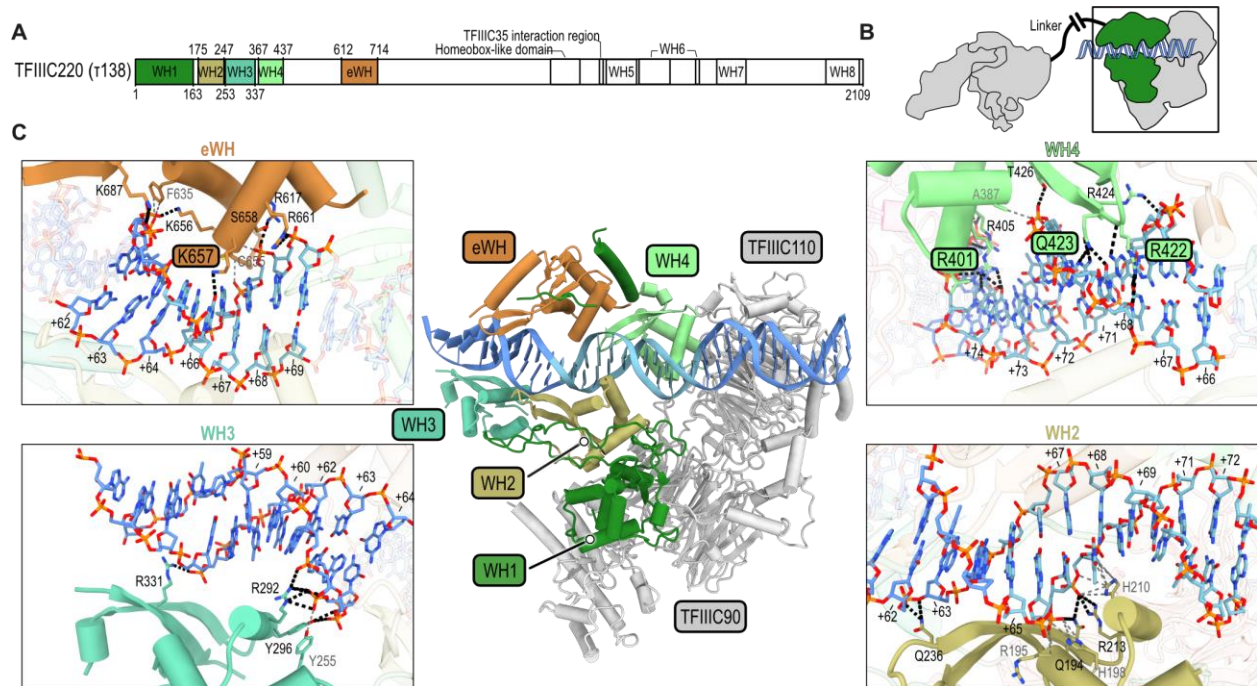 A
B
TFIIIC35 interaction region
Homeobox-like domain
175 247 367 437 612 714
WH6
TFIIIC220 (τ138)
WH1 WH2 WH3 WH4 eWH WH5 WH7 WH8
1 163 253 337 2109
Linker
C
eWH
K687
F635
R617
K656
S658
R661
K657
G655
+62
+63
+64
+66
+67
+68
+69
WH3
+59
+60
+62
+63
+64
R331
R292
Y296
Y255
eWH
WH4
TFIIIC110
WH3
WH2
WH1
TFIIIC90
WH4
T426
A387
R424
R405
Q423
R401
R422
+74
+73
+72
+71
+68
+67
+66
WH2
+67
+68
+69
+71
+72
H210
+62
+63
+65
Q236
R195
Q194
R213
H198